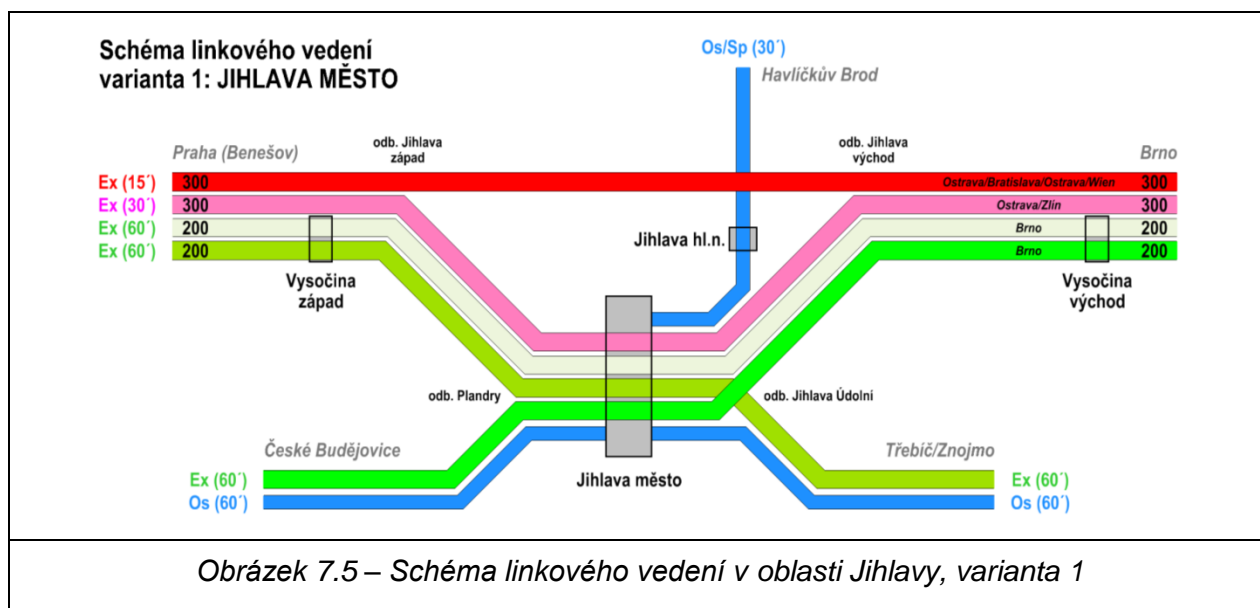 Schéma linkového vedení
varianta 1: JIHLAVA MĚSTO
Os/Sp (30´)
Havlíčkův Brod
Praha (Benešov)
odb. Jihlava
západ
odb. Jihlava
východ
Brno
Ex (15´)
300
Ostrava/Bratislava/Ostrava/Wien
300
Ex (30´)
300
Ostrava/Zlín
300
Ex (60´)
200
Brno
200
Ex (60´)
200
Brno
200
Jihlava hl.n.
Vysočina
západ
Vysočina
východ
odb. Plandry
odb. Jihlava Údolní
České Budějovice
Třebíč/Znojmo
Jihlava město
Ex (60´)
Ex (60´)
Os (60´)
Os (60´)
Obrázek 7.5 – Schéma linkového vedení v oblasti Jihlavy, varianta 1